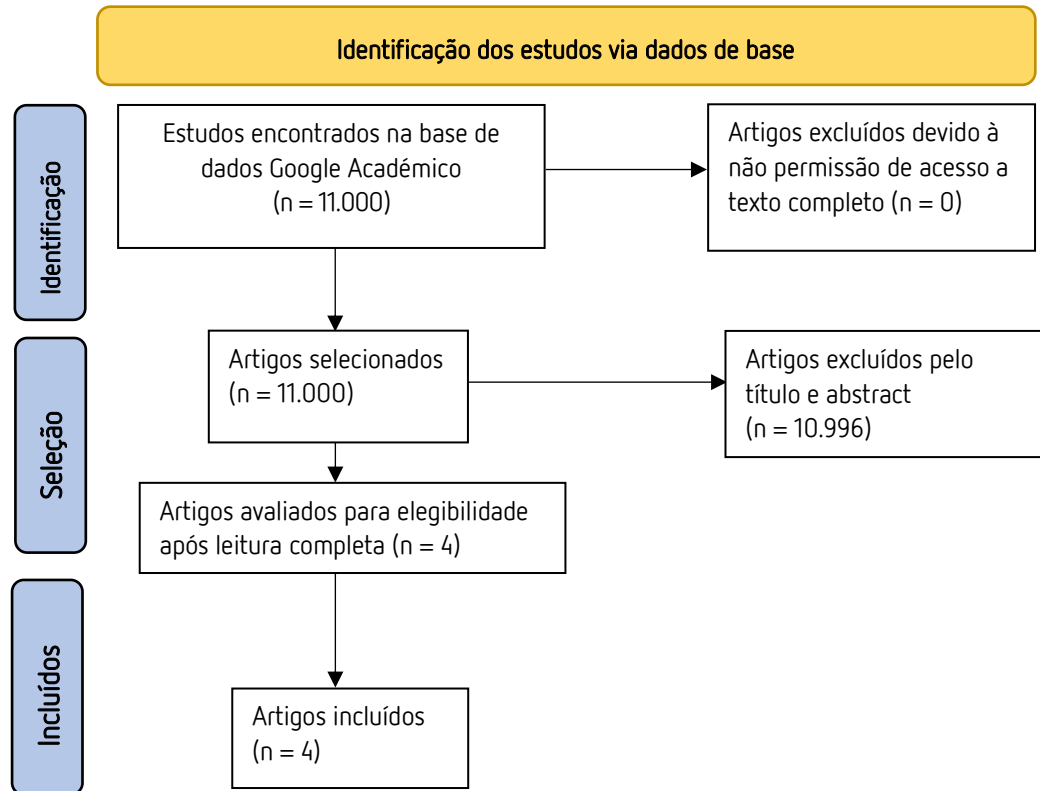 Identificação dos estudos via dados de base
Identificação
Estudos encontrados na base de
dados Google Académico
(n = 11.000)
Artigos excluídos devido à
não permissão de acesso a
texto completo (n = 0)
Seleção
Artigos selecionados
(n = 11.000)
Artigos excluídos pelo
título e abstract
(n = 10.996)
Artigos avaliados para elegibilidade
após leitura completa (n = 4)
Incluídos
Artigos incluídos
(n = 4)